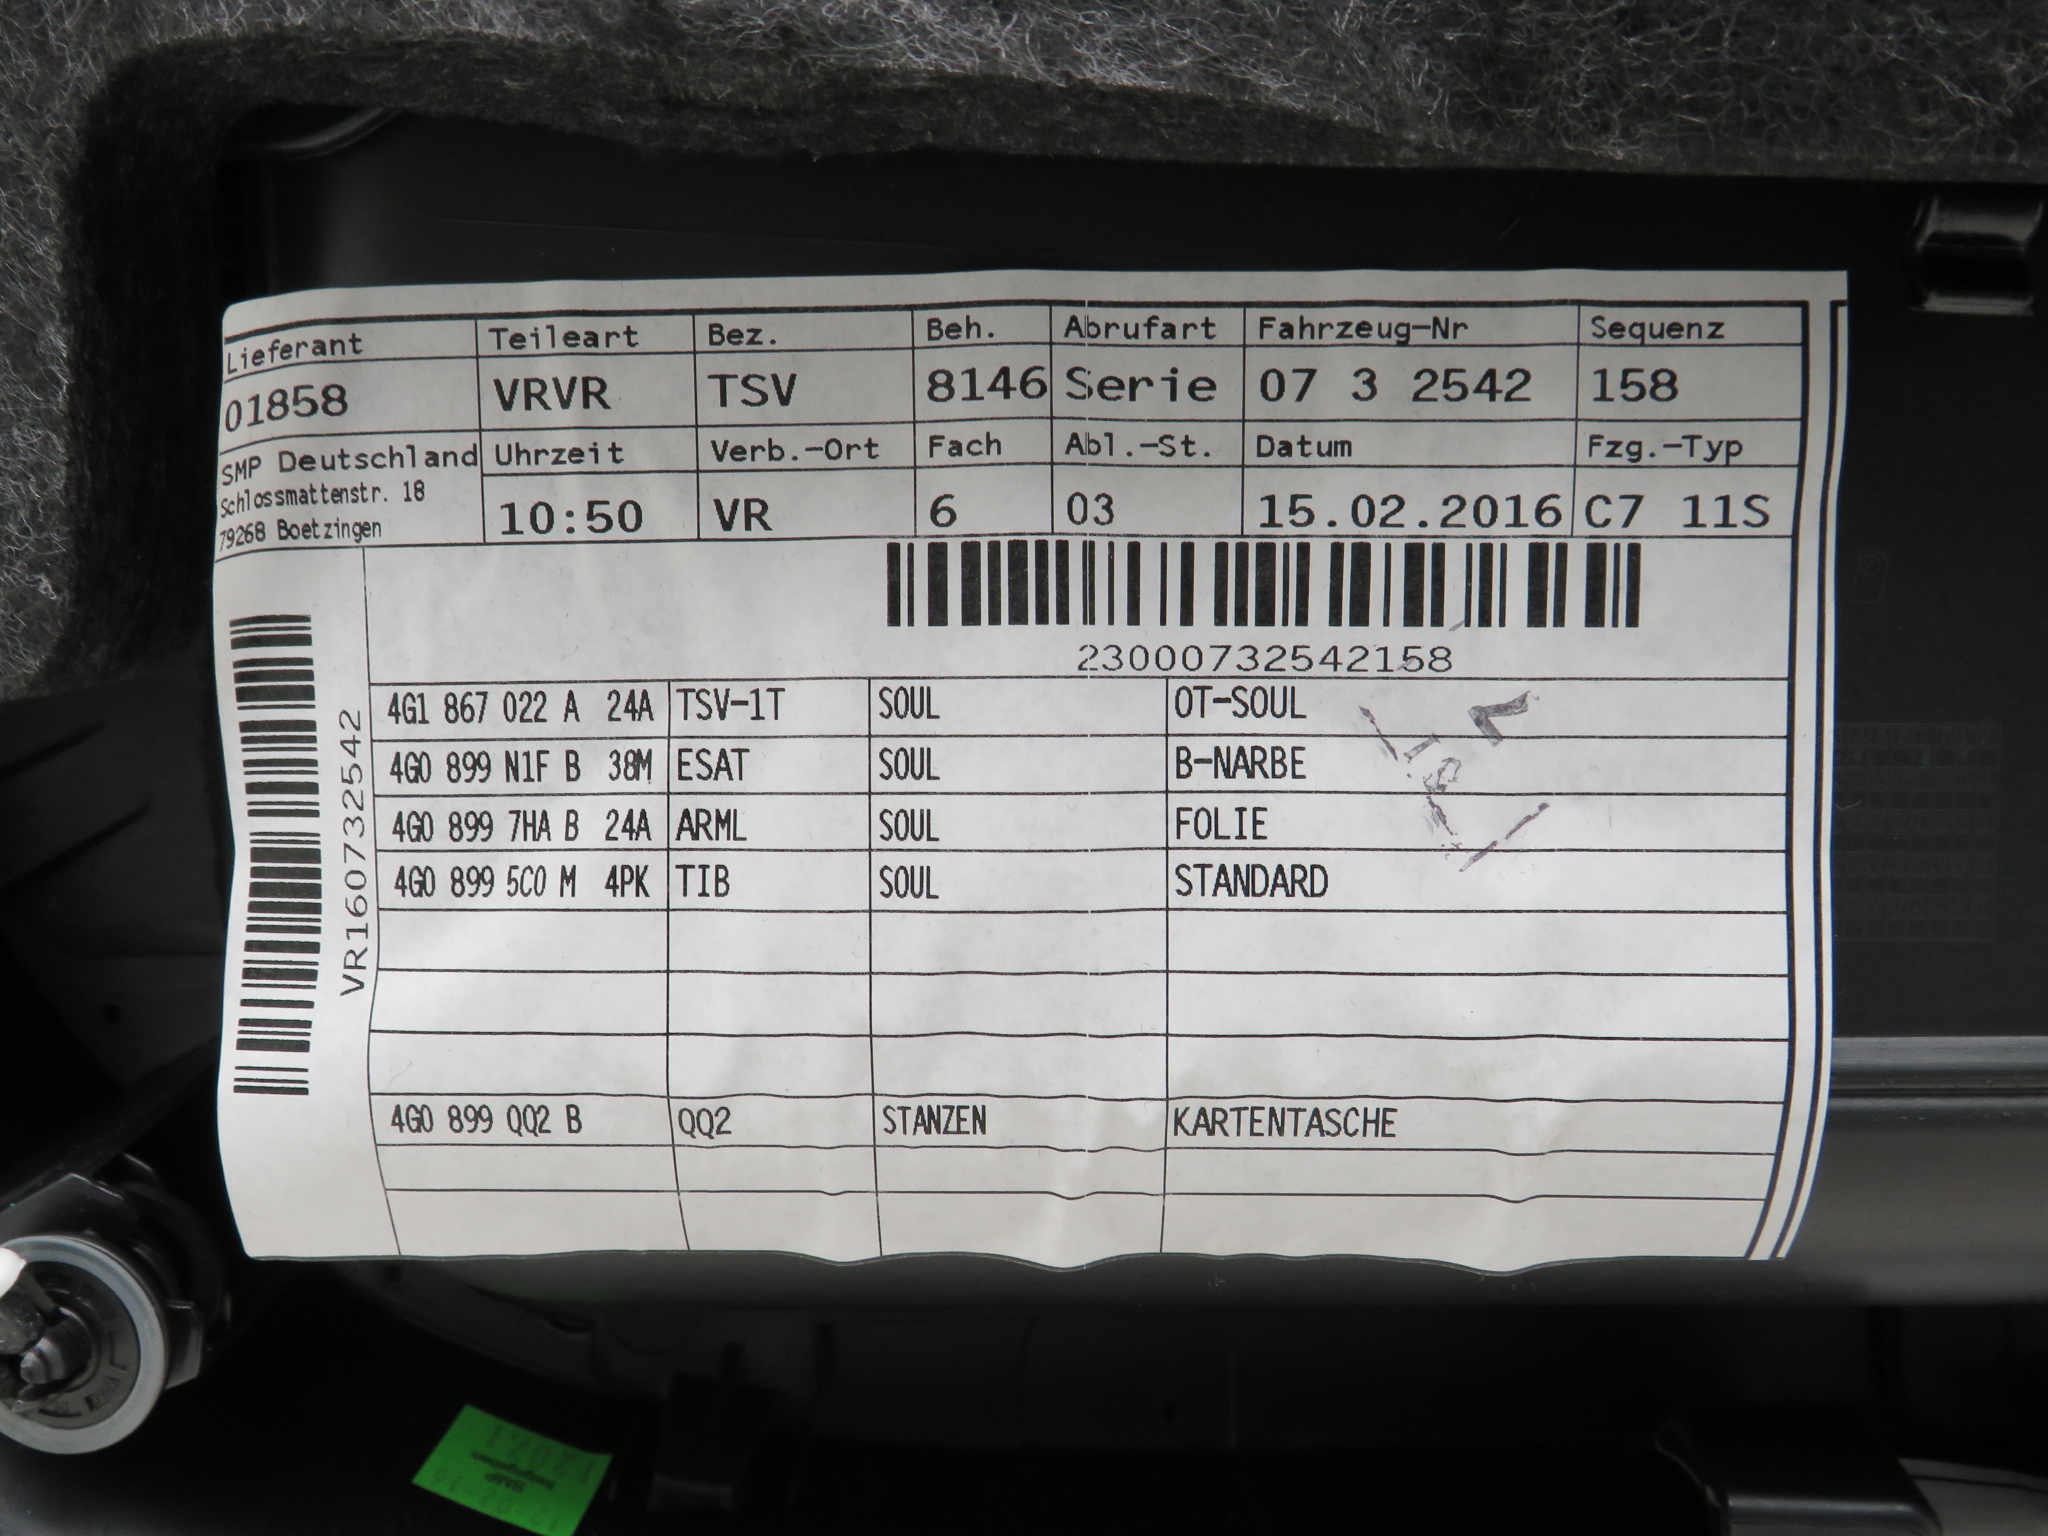 Lieferant Teileart Bez. Beh. Abrufart Fahrzeug-Nr Sequenz
01858 VRVR TSV 8146 Serie 07 3 2542 158
SMP Deutschland Uhrzeit Verb.-Ort Fach Abl.-St. Datum Fzg.-Typ
Schlossmattenstr. 18
79268 Boetzingen 10:50 VR 6 03 15.02.2016 C7 11S
23000732542158
VR160732542
4G1 867 022 A 24A TSV-1T SOUL OT-SOUL
4G0 899 N1F B 38M ESAT SOUL B-NARBE
4G0 899 7HA B 24A ARML SOUL FOLIE
4G0 899 5C0 M 4PK TIB SOUL STANDARD
4G0 899 QQ2 B QQ2 STANZEN KARTENTASCHE
SMP